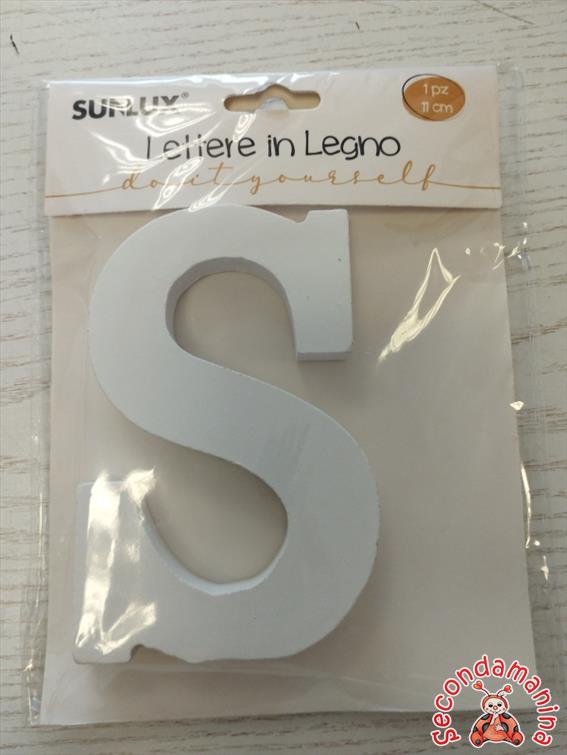 SUNLUX®
1 pz
11 cm
Lettere in Legno
do it yourself
S
secondamanina